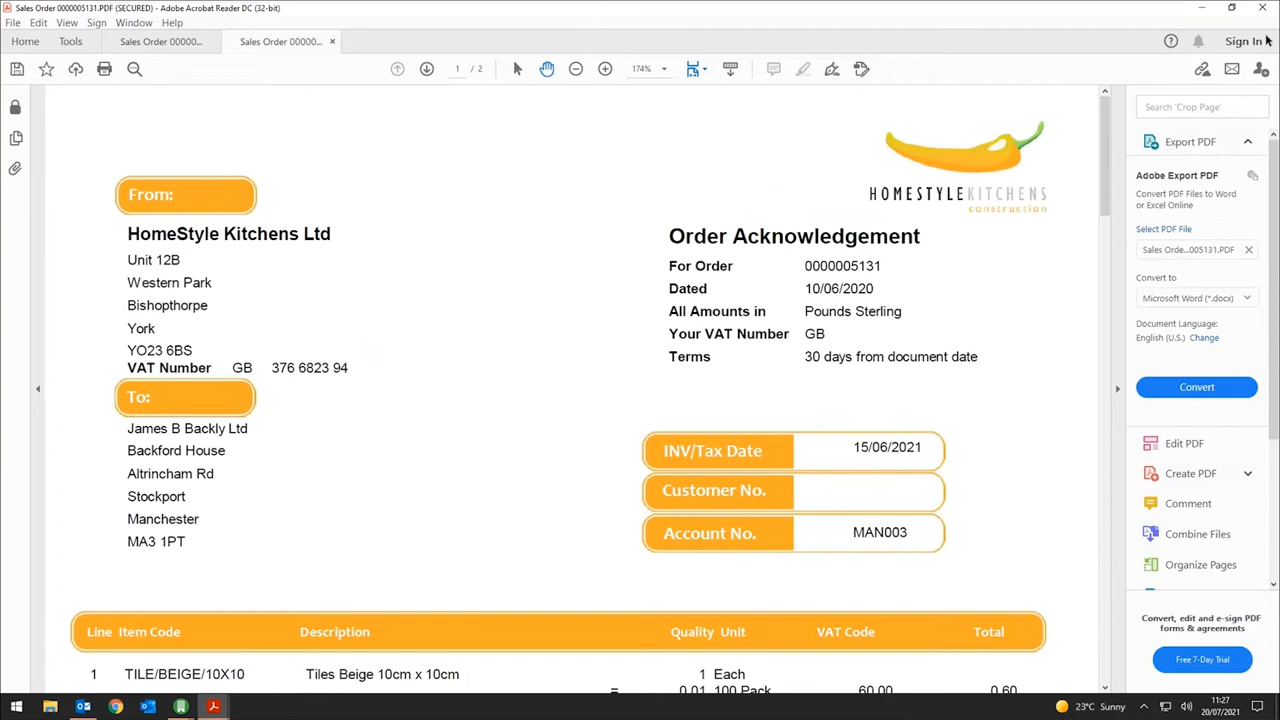 Sales Order 0000005131.PDF (SECURED) - Adobe Acrobat Reader DC (32-bit)
File Edit View Sign Window Help
Home Tools Sales Order 00000... Sales Order 00000... × Sign In
1 / 2 174%
Search 'Crop Page'
Export PDF
Adobe Export PDF
Convert PDF Files to Word
or Excel Online
Select PDF File
Sales Orde...005131.PDF
Convert to
Microsoft Word (*.docx)
Document Language:
English (U.S.) Change
Convert
Edit PDF
Create PDF
Comment
Combine Files
Organize Pages
Convert, edit and e-sign PDF
forms & agreements
Free 7-Day Trial
HOMESTYLEKITCHENS
construction
From:
HomeStyle Kitchens Ltd
Unit 12B
Western Park
Bishopthorpe
York
YO23 6BS
VAT Number GB 376 6823 94
To:
James B Backly Ltd
Backford House
Altrincham Rd
Stockport
Manchester
MA3 1PT
Order Acknowledgement
For Order 0000005131
Dated 10/06/2020
All Amounts in Pounds Sterling
Your VAT Number GB
Terms 30 days from document date
INV/Tax Date 15/06/2021
Customer No.
Account No. MAN003
Line Item Code Description Quality Unit VAT Code Total
1 TILE/BEIGE/10X10 Tiles Beige 10cm x 10cm 1 Each
= 0.01 100 Pack 60.00 0.60
23°C Sunny
11:27
20/07/2021